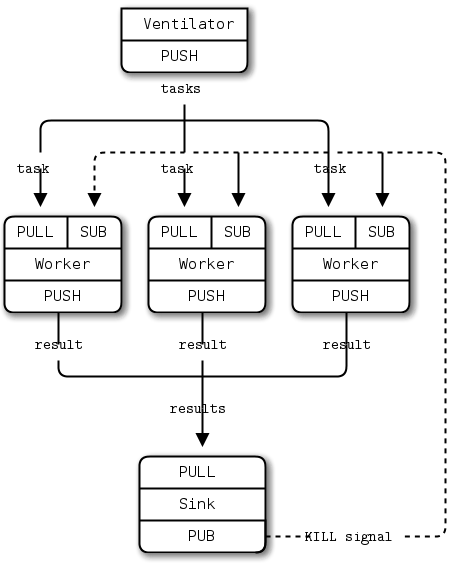 Ventilator
PUSH
tasks
task task task
PULL SUB PULL SUB PULL SUB
Worker Worker Worker
PUSH PUSH PUSH
result result result
results
PULL
Sink
PUB KILL signal